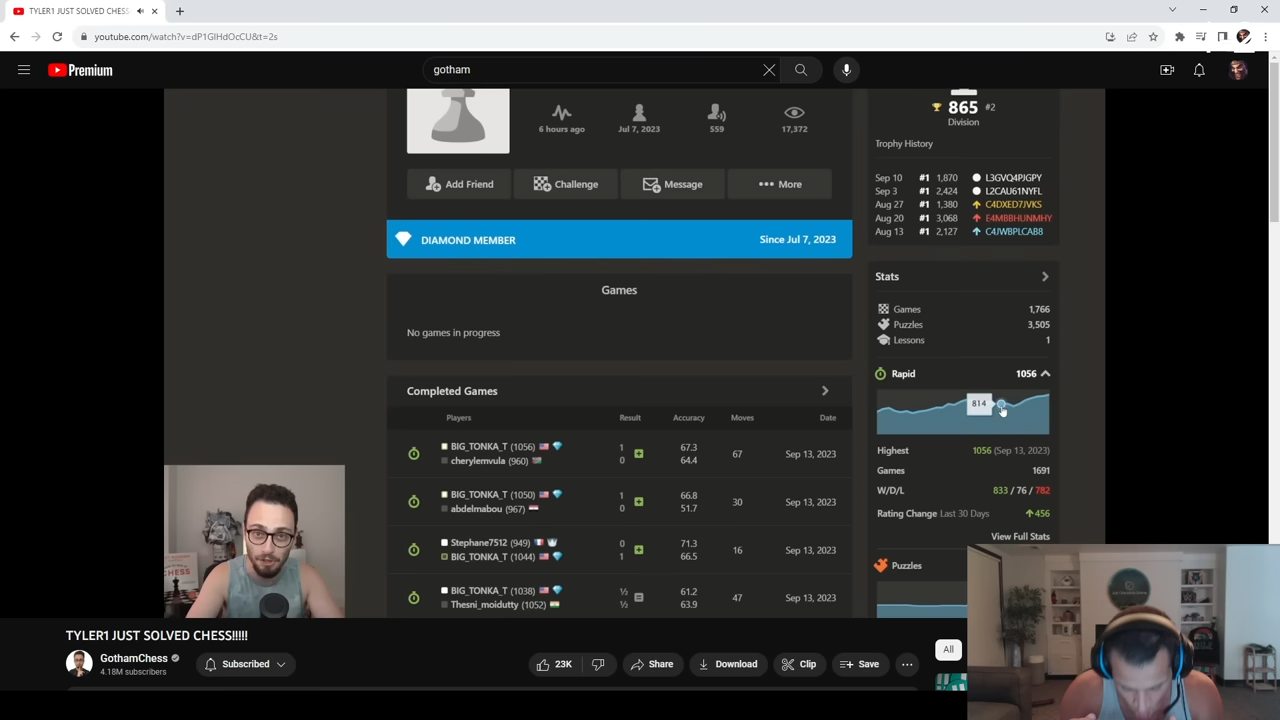 TYLER1 JUST SOLVED CHESS
youtube.com/watch?v=dP1GlHdOcCU&t=2s
Premium
gotham
6 hours ago
Jul 7, 2023
559
17,372
Add Friend
Challenge
Message
More
DIAMOND MEMBER
Since Jul 7, 2023
Games
No games in progress
Completed Games
Players Result Accuracy Moves Date
BIG_TONKA_T (1056) 1 67.3
cherylemvula (960) 0 64.4
67 Sep 13, 2023
BIG_TONKA_T (1050) 1 66.8
abdelmabou (967) 0 51.7
30 Sep 13, 2023
Stephane7512 (949) 0 71.3
BIG_TONKA_T (1044) 1 66.5
16 Sep 13, 2023
BIG_TONKA_T (1038) ½ 61.2
Thesni_moidutty (1052) ½ 63.9
47 Sep 13, 2023
865 #2
Division
Trophy History
Sep 10 #1 1,870 L3GVQ4PJGPY
Sep 3 #1 2,424 L2CAU61NYFL
Aug 27 #1 1,380 C4DXED7JVKS
Aug 20 #1 3,068 E4MBBHUNMHY
Aug 13 #1 2,127 C4JWBPLCAB8
Stats
Games 1,766
Puzzles 3,505
Lessons 1
Rapid 1056
814
Highest 1056 (Sep 13, 2023)
Games 1691
W/D/L 833 / 76 / 782
Rating Change Last 30 Days 456
View Full Stats
Puzzles
CHESS
TYLER1 JUST SOLVED CHESS!!!!!
GothamChess
4.18M subscribers
Subscribed
23K
Share
Download
Clip
Save
All